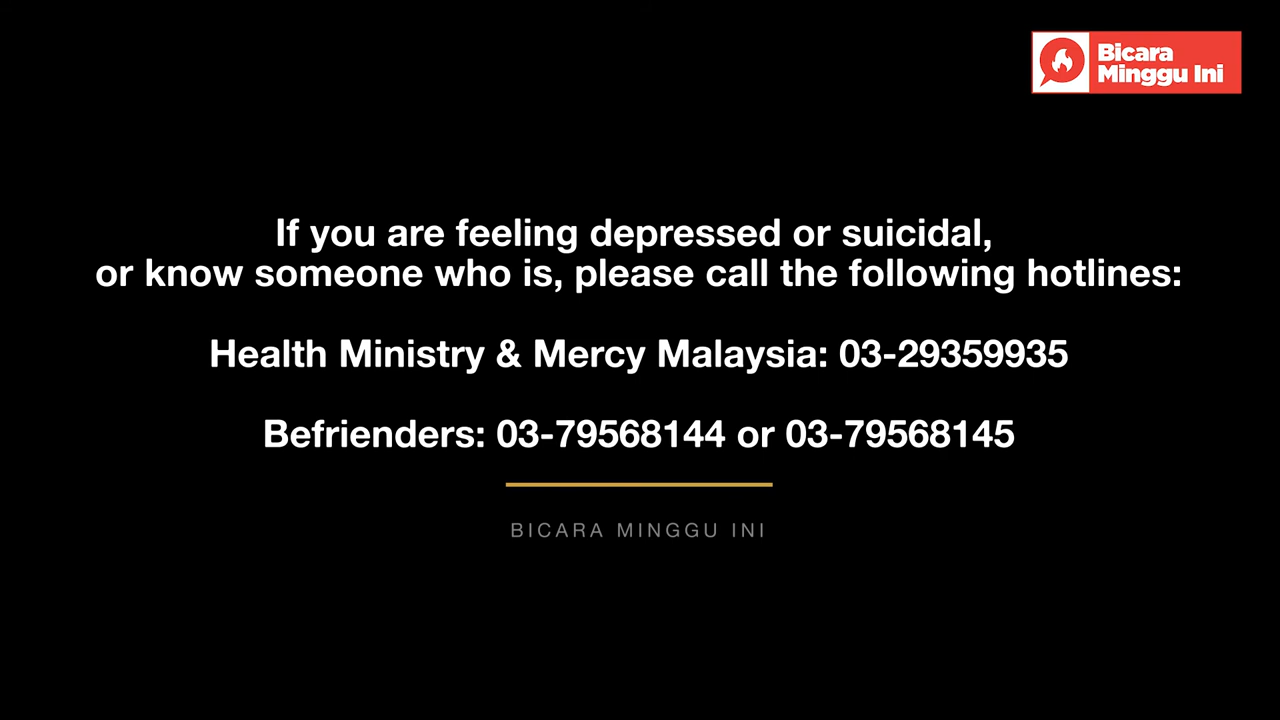 Bicara
Minggu Ini
If you are feeling depressed or suicidal,
or know someone who is, please call the following hotlines:
Health Ministry & Mercy Malaysia: 03-29359935
Befrienders: 03-79568144 or 03-79568145
BICARA MINGGU INI